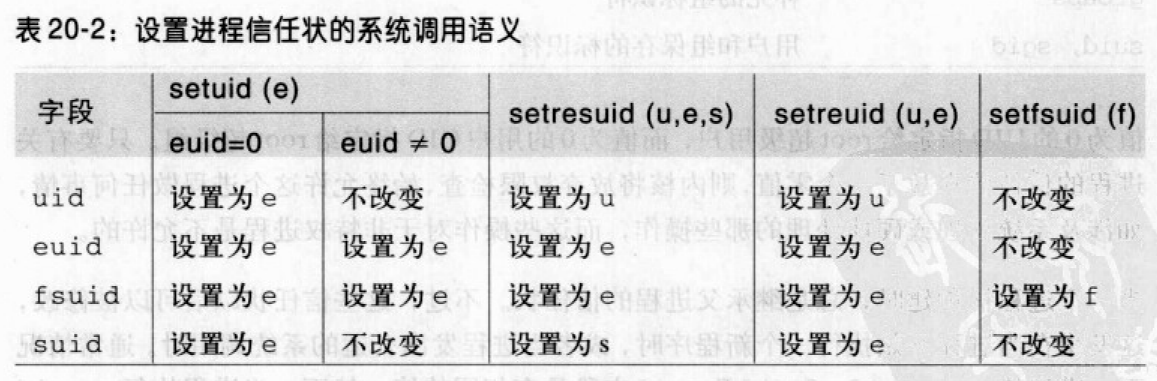 表 20-2：设置进程信任状的系统调用语义
字段 setuid (e) setresuid (u,e,s) setreuid (u,e) setfsuid (f)
euid=0 euid ≠ 0
uid 设置为 e 不改变 设置为 u 设置为 u 不改变
euid 设置为 e 设置为 e 设置为 e 设置为 e 不改变
fsuid 设置为 e 设置为 e 设置为 e 设置为 e 设置为 f
suid 设置为 e 不改变 设置为 s 设置为 e 不改变